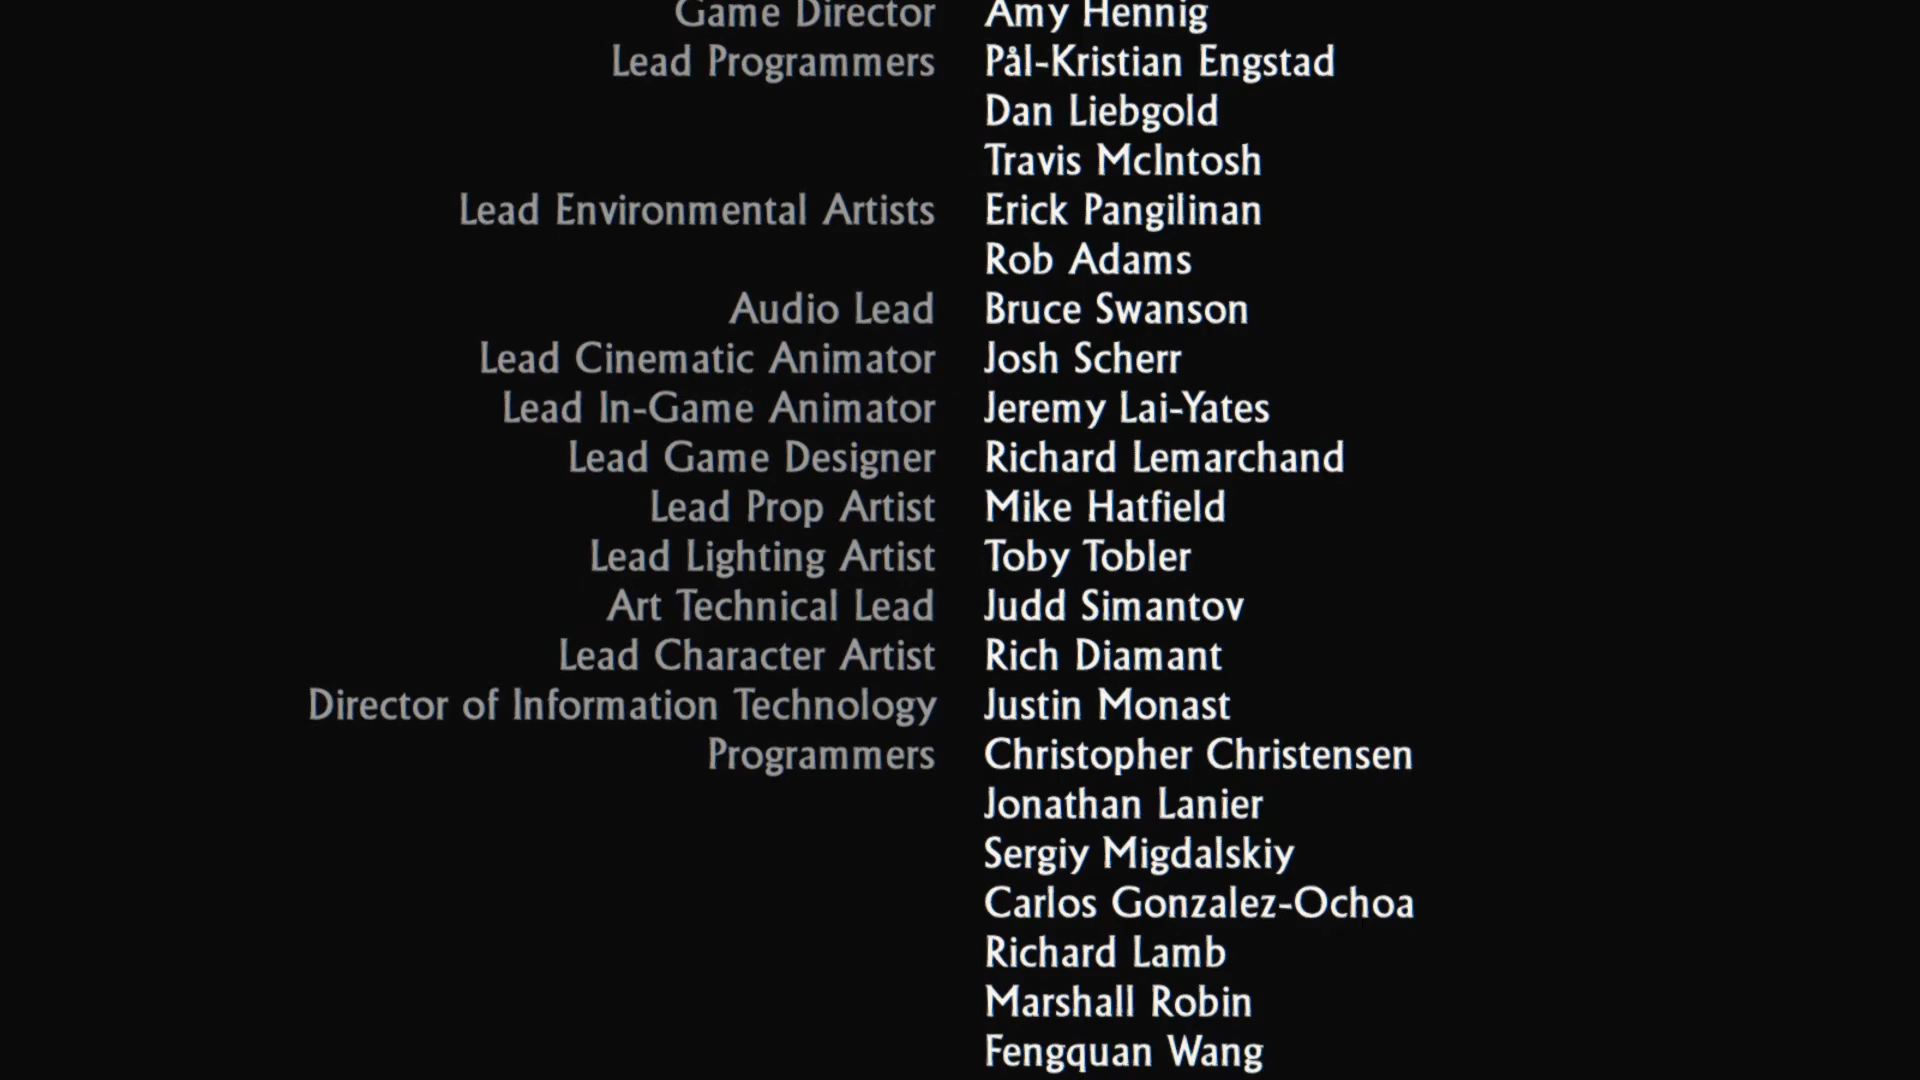 Game Director Amy Hennig
Lead Programmers Pål-Kristian Engstad
Dan Liebgold
Travis McIntosh
Lead Environmental Artists Erick Pangilinan
Rob Adams
Audio Lead Bruce Swanson
Lead Cinematic Animator Josh Scherr
Lead In-Game Animator Jeremy Lai-Yates
Lead Game Designer Richard Lemarchand
Lead Prop Artist Mike Hatfield
Lead Lighting Artist Toby Tobler
Art Technical Lead Judd Simantov
Lead Character Artist Rich Diamant
Director of Information Technology Justin Monast
Programmers Christopher Christensen
Jonathan Lanier
Sergiy Migdalskiy
Carlos Gonzalez-Ochoa
Richard Lamb
Marshall Robin
Fengquan Wang